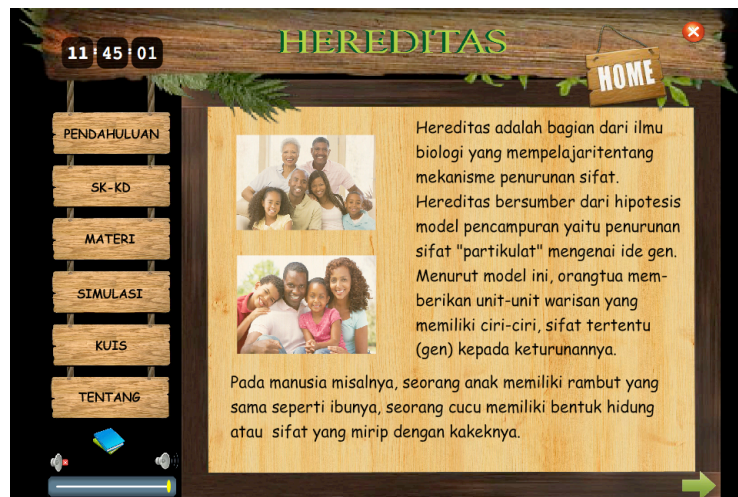 11 45 01
HEREDITAS
HOME
PENDAHULUAN
SK-KD
MATERI
SIMULASI
KUIS
TENTANG
Hereditas adalah bagian dari ilmu
biologi yang mempelajaritentang
mekanisme penurunan sifat.
Hereditas bersumber dari hipotesis
model pencampuran yaitu penurunan
sifat "partikulat" mengenai ide gen.
Menurut model ini, orangtua mem-
berikan unit-unit warisan yang
memiliki ciri-ciri, sifat tertentu
(gen) kepada keturunannya.
Pada manusia misalnya, seorang anak memiliki rambut yang
sama seperti ibunya, seorang cucu memiliki bentuk hidung
atau sifat yang mirip dengan kakeknya.